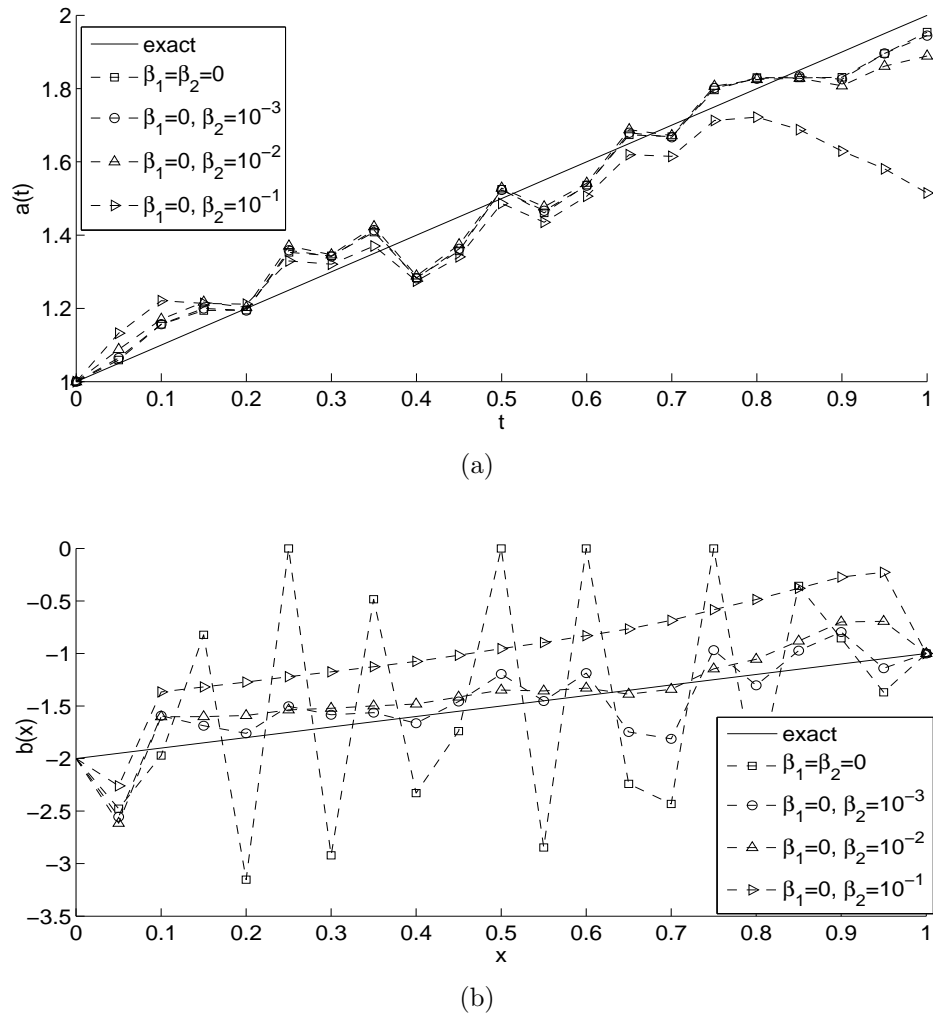 2
1.8
1.6
1.4
1.2
1
a(t)
exact
β₁=β₂=0
β₁=0, β₂=10⁻³
β₁=0, β₂=10⁻²
β₁=0, β₂=10⁻¹
0 0.1 0.2 0.3 0.4 0.5 0.6 0.7 0.8 0.9 1
t
(a)
0
−0.5
−1
−1.5
−2
−2.5
−3
−3.5
b(x)
exact
β₁=β₂=0
β₁=0, β₂=10⁻³
β₁=0, β₂=10⁻²
β₁=0, β₂=10⁻¹
0 0.1 0.2 0.3 0.4 0.5 0.6 0.7 0.8 0.9 1
x
(b)